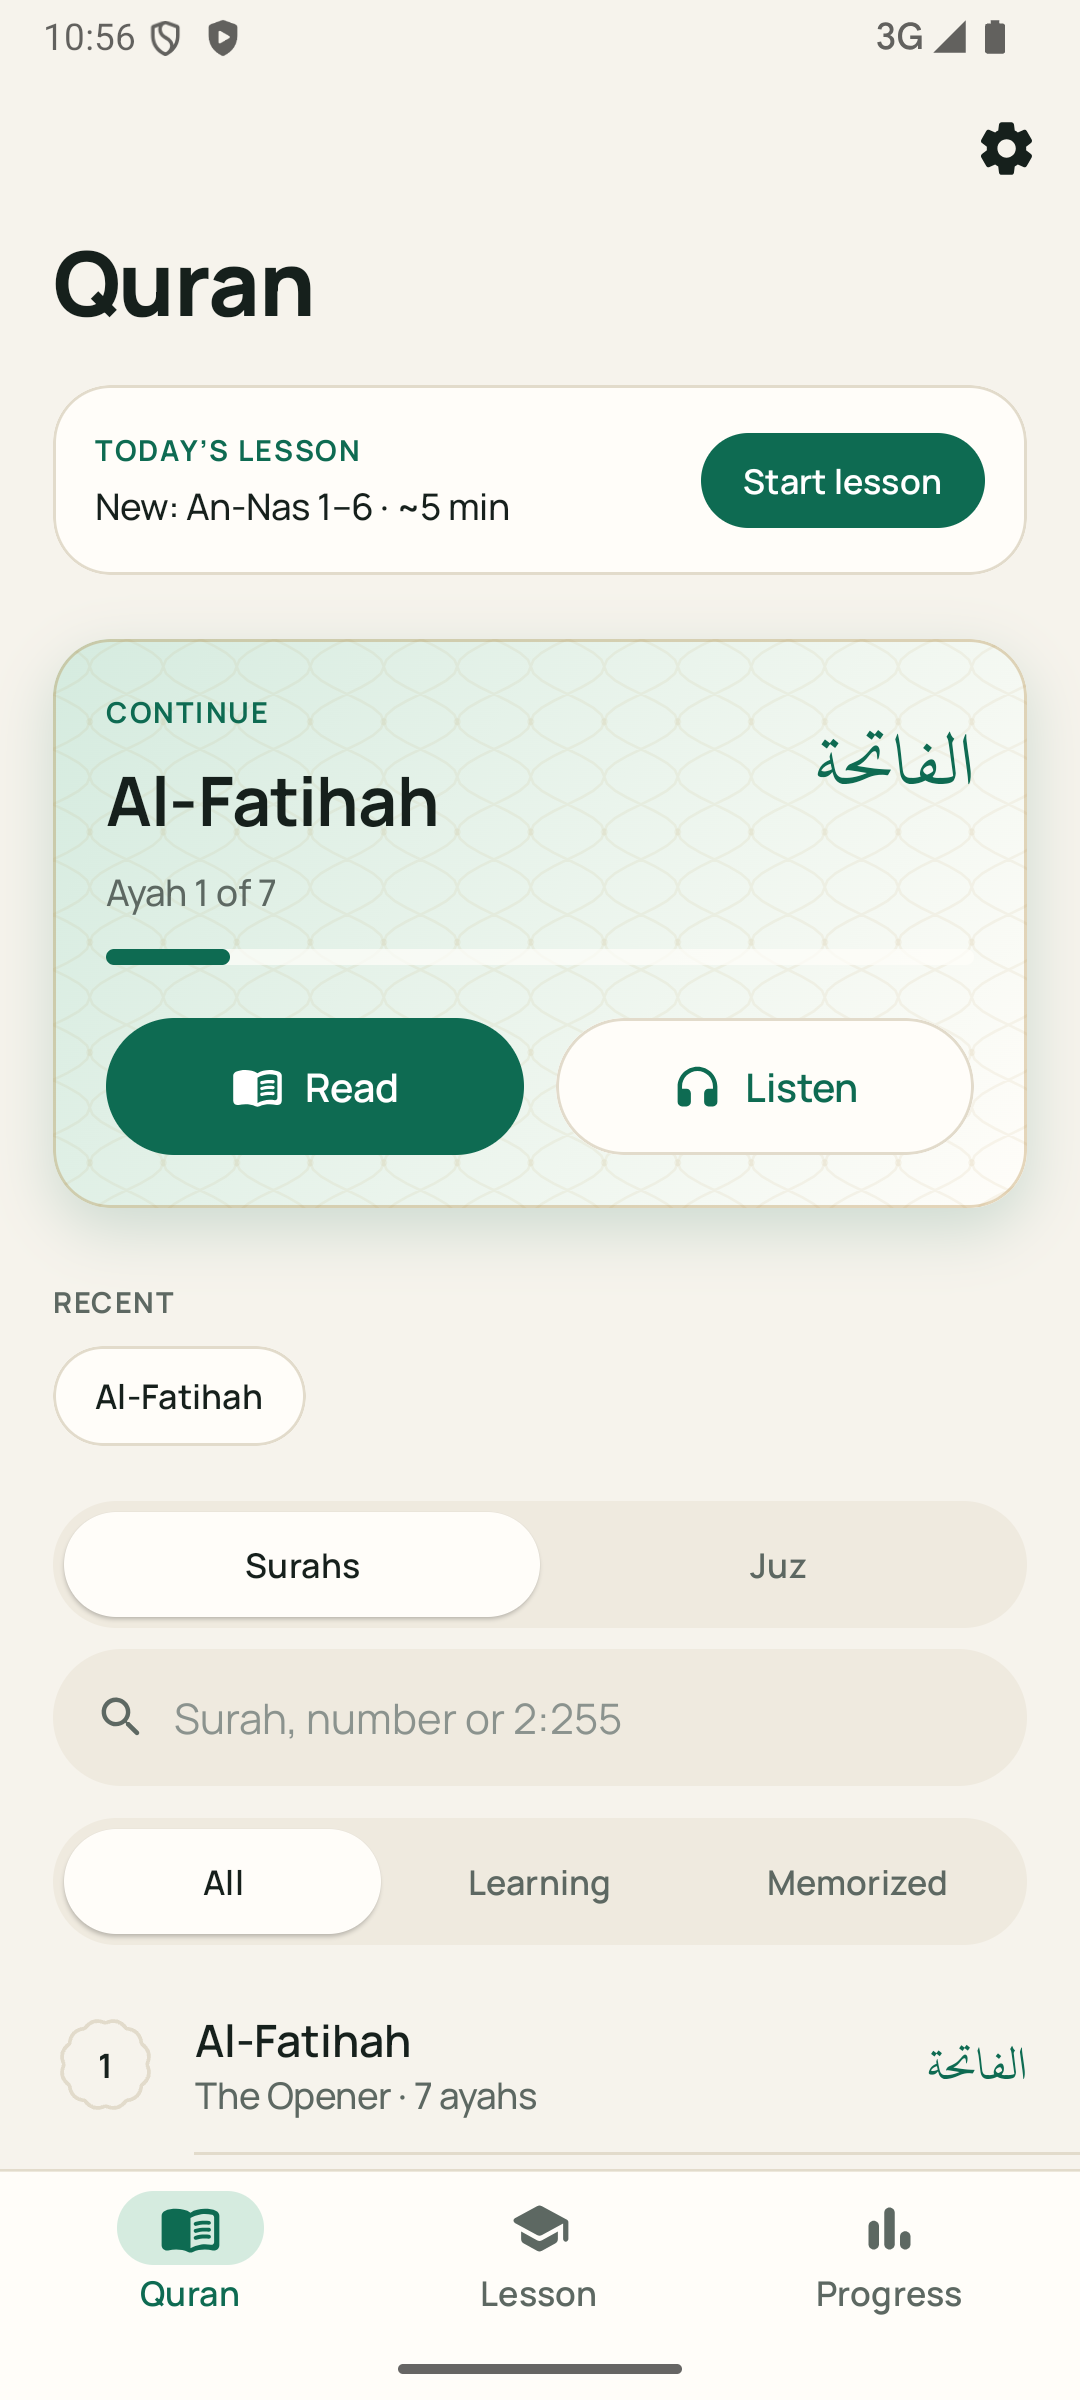 10:56
3G
Quran
TODAY’S LESSON
New: An-Nas 1–6 · ~5 min
Start lesson
CONTINUE
الفاتحة
Al-Fatihah
Ayah 1 of 7
Read
Listen
RECENT
Al-Fatihah
Surahs
Juz
Surah, number or 2:255
All
Learning
Memorized
1
Al-Fatihah
The Opener · 7 ayahs
الفاتحة
Quran
Lesson
Progress